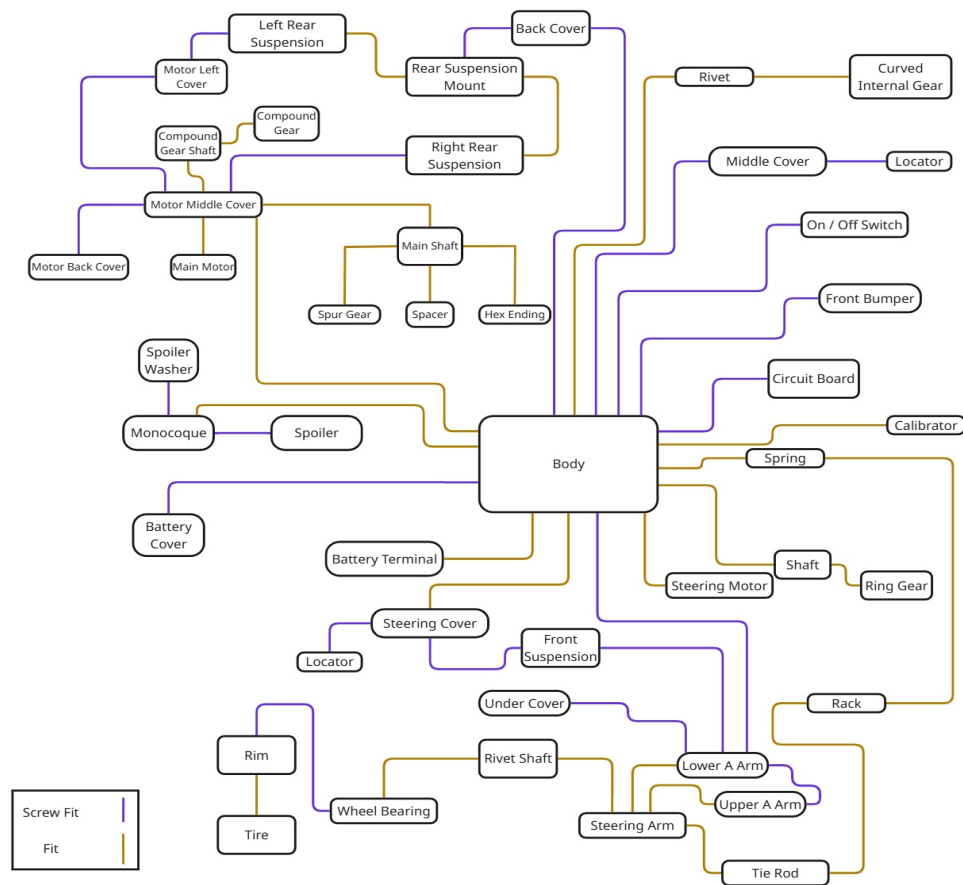 Left Rear
Suspension
Back Cover
Motor Left
Cover
Rear Suspension
Mount
Rivet
Curved
Internal Gear
Compound
Gear Shaft
Compound
Gear
Right Rear
Suspension
Middle Cover
Locator
Motor Middle Cover
On / Off Switch
Motor Back Cover
Main Motor
Main Shaft
Spur Gear
Spacer
Hex Ending
Front Bumper
Spoiler
Washer
Circuit Board
Monocoque
Spoiler
Calibrator
Body
Spring
Battery
Cover
Battery Terminal
Shaft
Steering Motor
Ring Gear
Steering Cover
Front
Suspension
Locator
Under Cover
Rack
Rim
Rivet Shaft
Lower A Arm
Wheel Bearing
Upper A Arm
Tire
Steering Arm
Tie Rod
Screw Fit
Fit